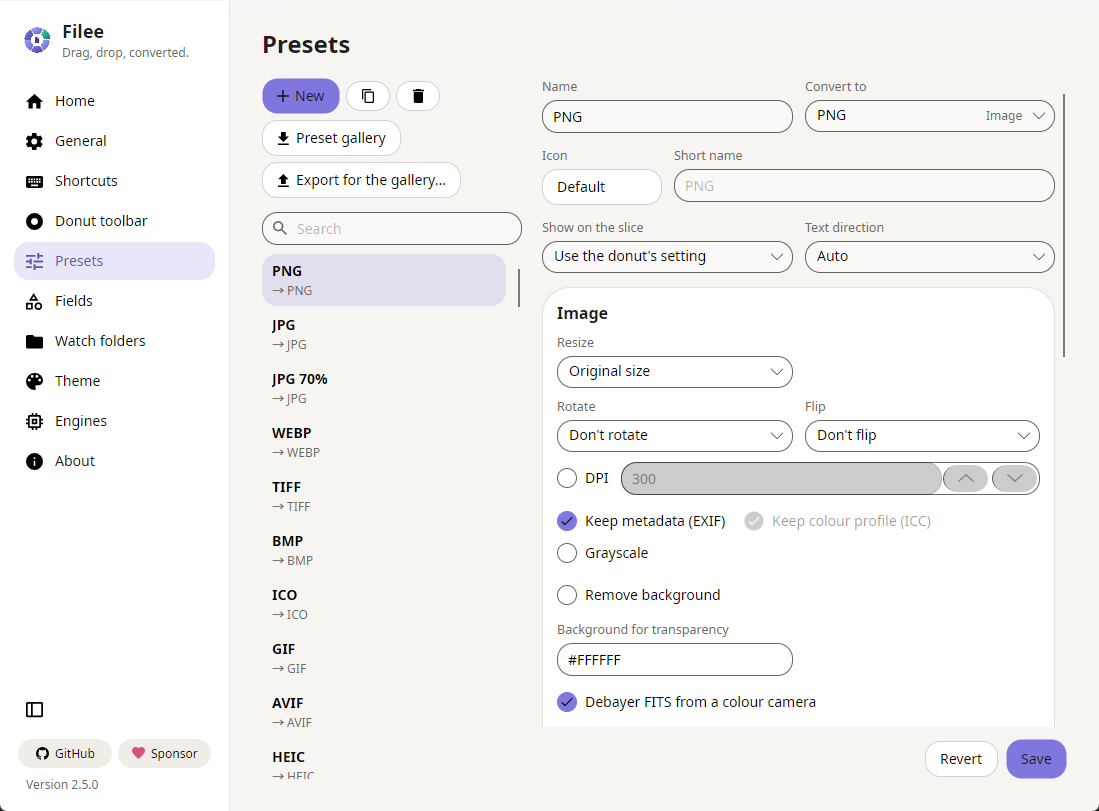 Filee
Drag, drop, converted.
Home
General
Shortcuts
Donut toolbar
Presets
Fields
Watch folders
Theme
Engines
About
GitHub
Sponsor
Version 2.5.0
Presets
New
Preset gallery
Export for the gallery...
Search
PNG
→ PNG
JPG
→ JPG
JPG 70%
→ JPG
WEBP
→ WEBP
TIFF
→ TIFF
BMP
→ BMP
ICO
→ ICO
GIF
→ GIF
AVIF
→ AVIF
HEIC
→ HEIC
Name
Convert to
PNG
PNG Image
Icon
Short name
Default
PNG
Show on the slice
Text direction
Use the donut's setting
Auto
Image
Resize
Original size
Rotate
Flip
Don't rotate
Don't flip
DPI
300
Keep metadata (EXIF)
Keep colour profile (ICC)
Grayscale
Remove background
Background for transparency
#FFFFFF
Debayer FITS from a colour camera
Revert
Save